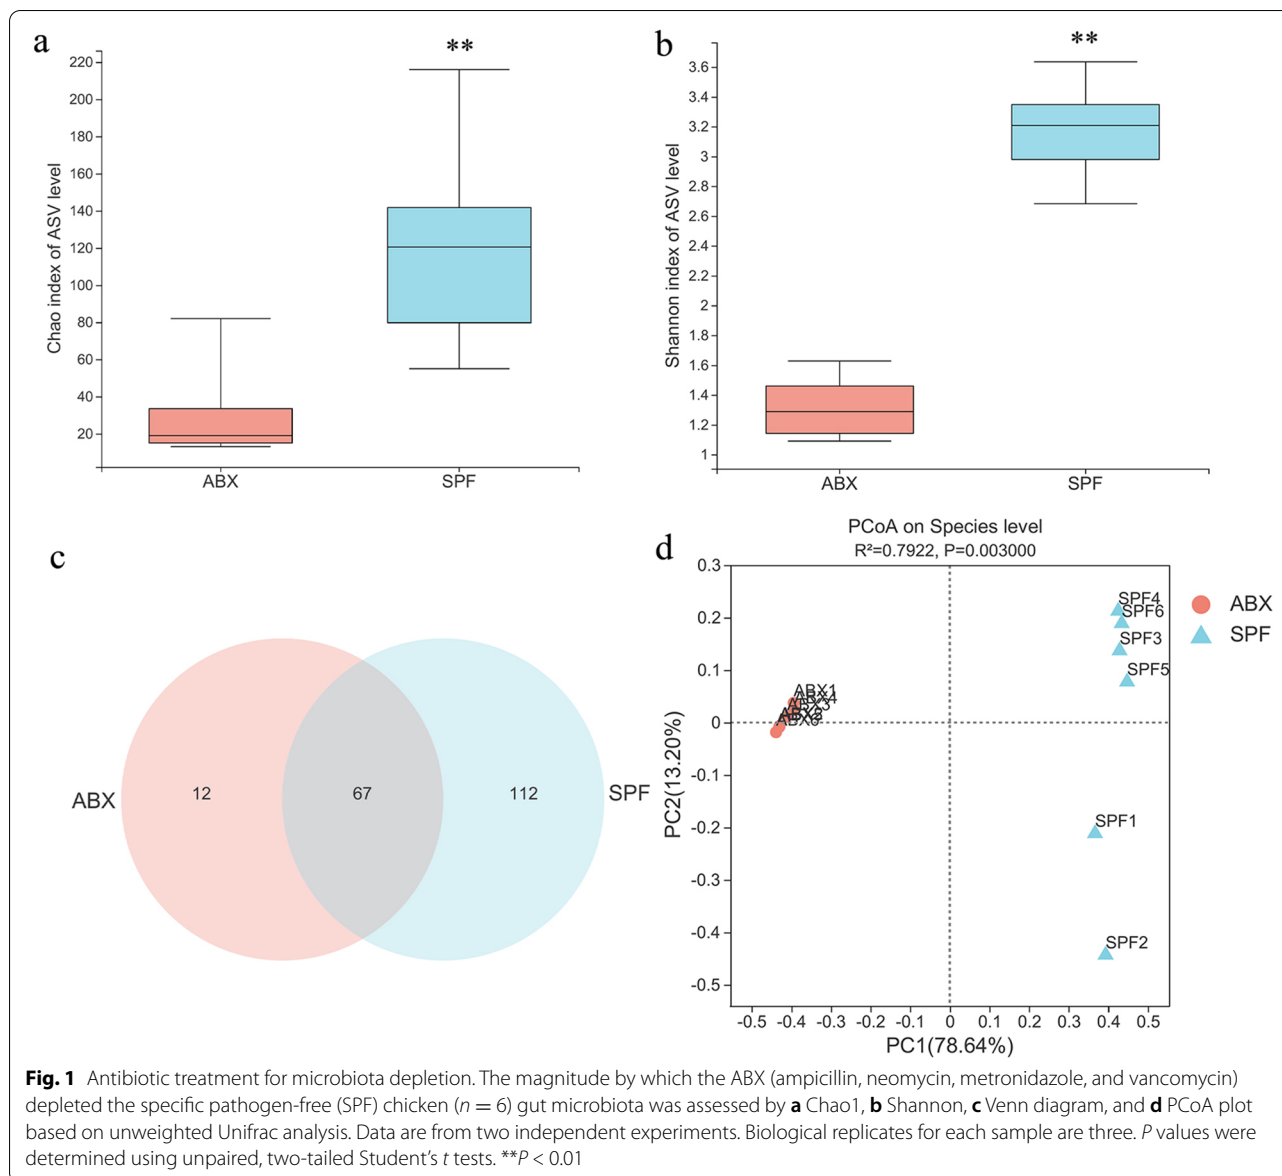 a
**
220
200
180
160
140
120
100
80
60
40
20
Chao index of ASV level
ABX
SPF
b
**
3.6
3.4
3.2
3
2.8
2.6
2.4
2.2
2
1.8
1.6
1.4
1.2
1
Shannon index of ASV level
ABX
SPF
c
ABX
12
67
112
SPF
d
PCoA on Species level
R²=0.7922, P=0.003000
0.3
0.2
0.1
0
-0.1
-0.2
-0.3
-0.4
-0.5
PC2(13.20%)
SPF4
SPF6
SPF3
SPF5
ABX1
SPF1
SPF2
-0.5 -0.4 -0.3 -0.2 -0.1 0 0.1 0.2 0.3 0.4 0.5
PC1(78.64%)
ABX
SPF
Fig. 1 Antibiotic treatment for microbiota depletion. The magnitude by which the ABX (ampicillin, neomycin, metronidazole, and vancomycin)
depleted the specific pathogen-free (SPF) chicken (n = 6) gut microbiota was assessed by a Chao1, b Shannon, c Venn diagram, and d PCoA plot
based on unweighted Unifrac analysis. Data are from two independent experiments. Biological replicates for each sample are three. P values were
determined using unpaired, two-tailed Student's t tests. **P < 0.01